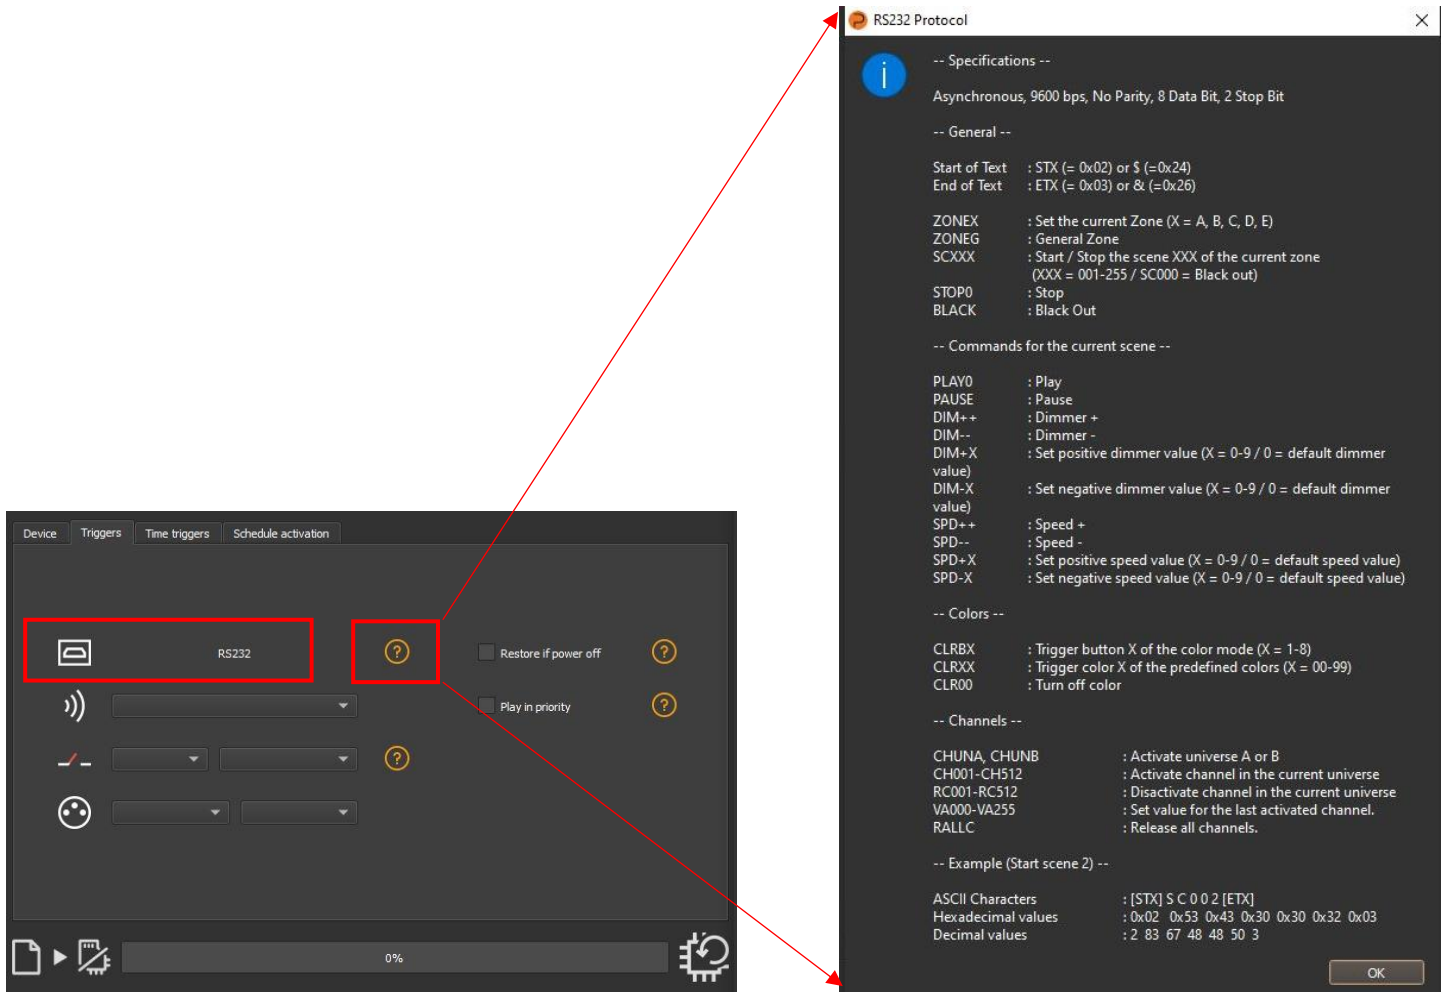 Device
Triggers
Time triggers
Schedule activation
RS232
?
Restore if power off
?
Play in priority
?
?
0%
RS232 Protocol
-- Specifications --
Asynchronous, 9600 bps, No Parity, 8 Data Bit, 2 Stop Bit
-- General --
Start of Text : STX (= 0x02) or $ (=0x24)
End of Text : ETX (= 0x03) or & (=0x26)
ZONEX : Set the current Zone (X = A, B, C, D, E)
ZONEG : General Zone
SCXXX : Start / Stop the scene XXX of the current zone
(XXX = 001-255 / SC000 = Black out)
STOP0 : Stop
BLACK : Black Out
-- Commands for the current scene --
PLAY0 : Play
PAUSE : Pause
DIM++ : Dimmer +
DIM-- : Dimmer -
DIM+X : Set positive dimmer value (X = 0-9 / 0 = default dimmer
value)
DIM-X : Set negative dimmer value (X = 0-9 / 0 = default dimmer
value)
SPD++ : Speed +
SPD-- : Speed -
SPD+X : Set positive speed value (X = 0-9 / 0 = default speed value)
SPD-X : Set negative speed value (X = 0-9 / 0 = default speed value)
-- Colors --
CLRBX : Trigger button X of the color mode (X = 1-8)
CLRXX : Trigger color X of the predefined colors (X = 00-99)
CLR00 : Turn off color
-- Channels --
CHUNA, CHUNB : Activate universe A or B
CH001-CH512 : Activate channel in the current universe
RC001-RC512 : Disactivate channel in the current universe
VA000-VA255 : Set value for the last activated channel.
RALLC : Release all channels.
-- Example (Start scene 2) --
ASCII Characters : [STX] S C 0 0 2 [ETX]
Hexadecimal values : 0x02 0x53 0x43 0x30 0x30 0x32 0x03
Decimal values : 2 83 67 48 48 50 3
OK